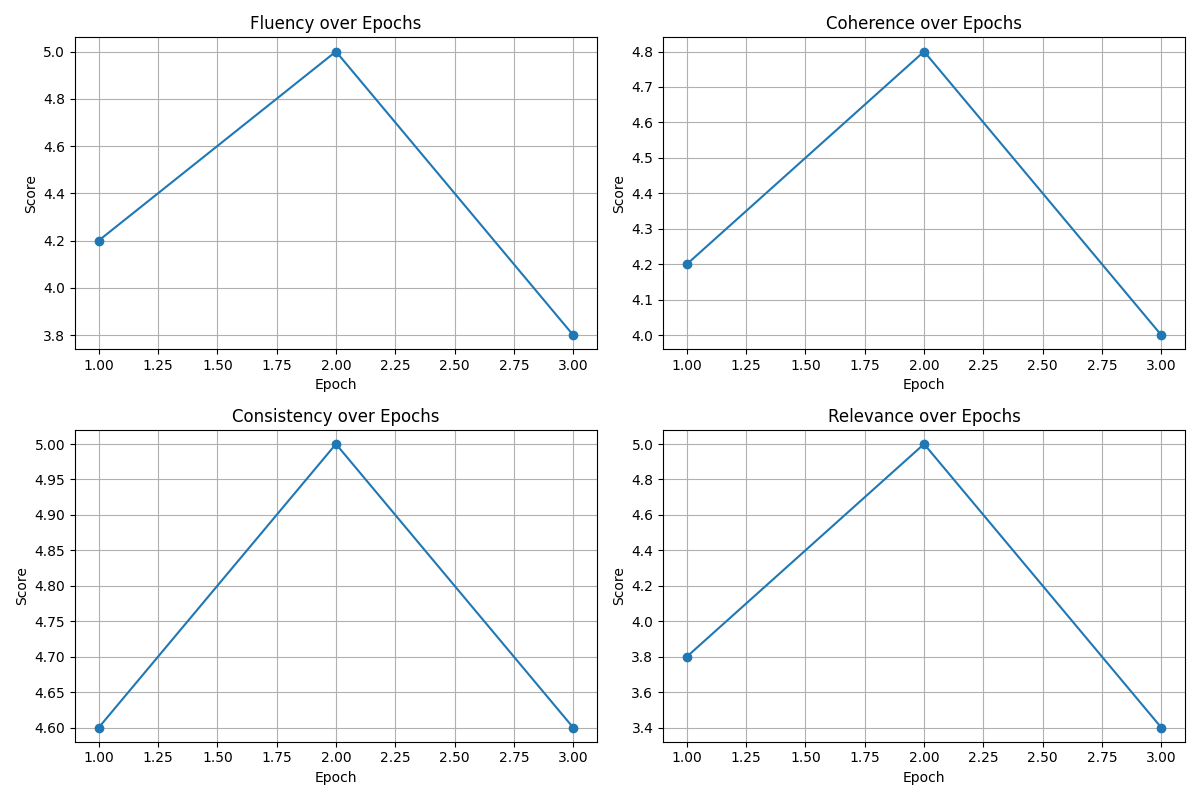 Fluency over Epochs
5.0
4.8
4.6
4.4
4.2
4.0
3.8
Score
1.00 1.25 1.50 1.75 2.00 2.25 2.50 2.75 3.00
Epoch
Coherence over Epochs
4.8
4.7
4.6
4.5
4.4
4.3
4.2
4.1
4.0
Score
1.00 1.25 1.50 1.75 2.00 2.25 2.50 2.75 3.00
Epoch
Consistency over Epochs
5.00
4.95
4.90
4.85
4.80
4.75
4.70
4.65
4.60
Score
1.00 1.25 1.50 1.75 2.00 2.25 2.50 2.75 3.00
Epoch
Relevance over Epochs
5.0
4.8
4.6
4.4
4.2
4.0
3.8
3.6
3.4
Score
1.00 1.25 1.50 1.75 2.00 2.25 2.50 2.75 3.00
Epoch